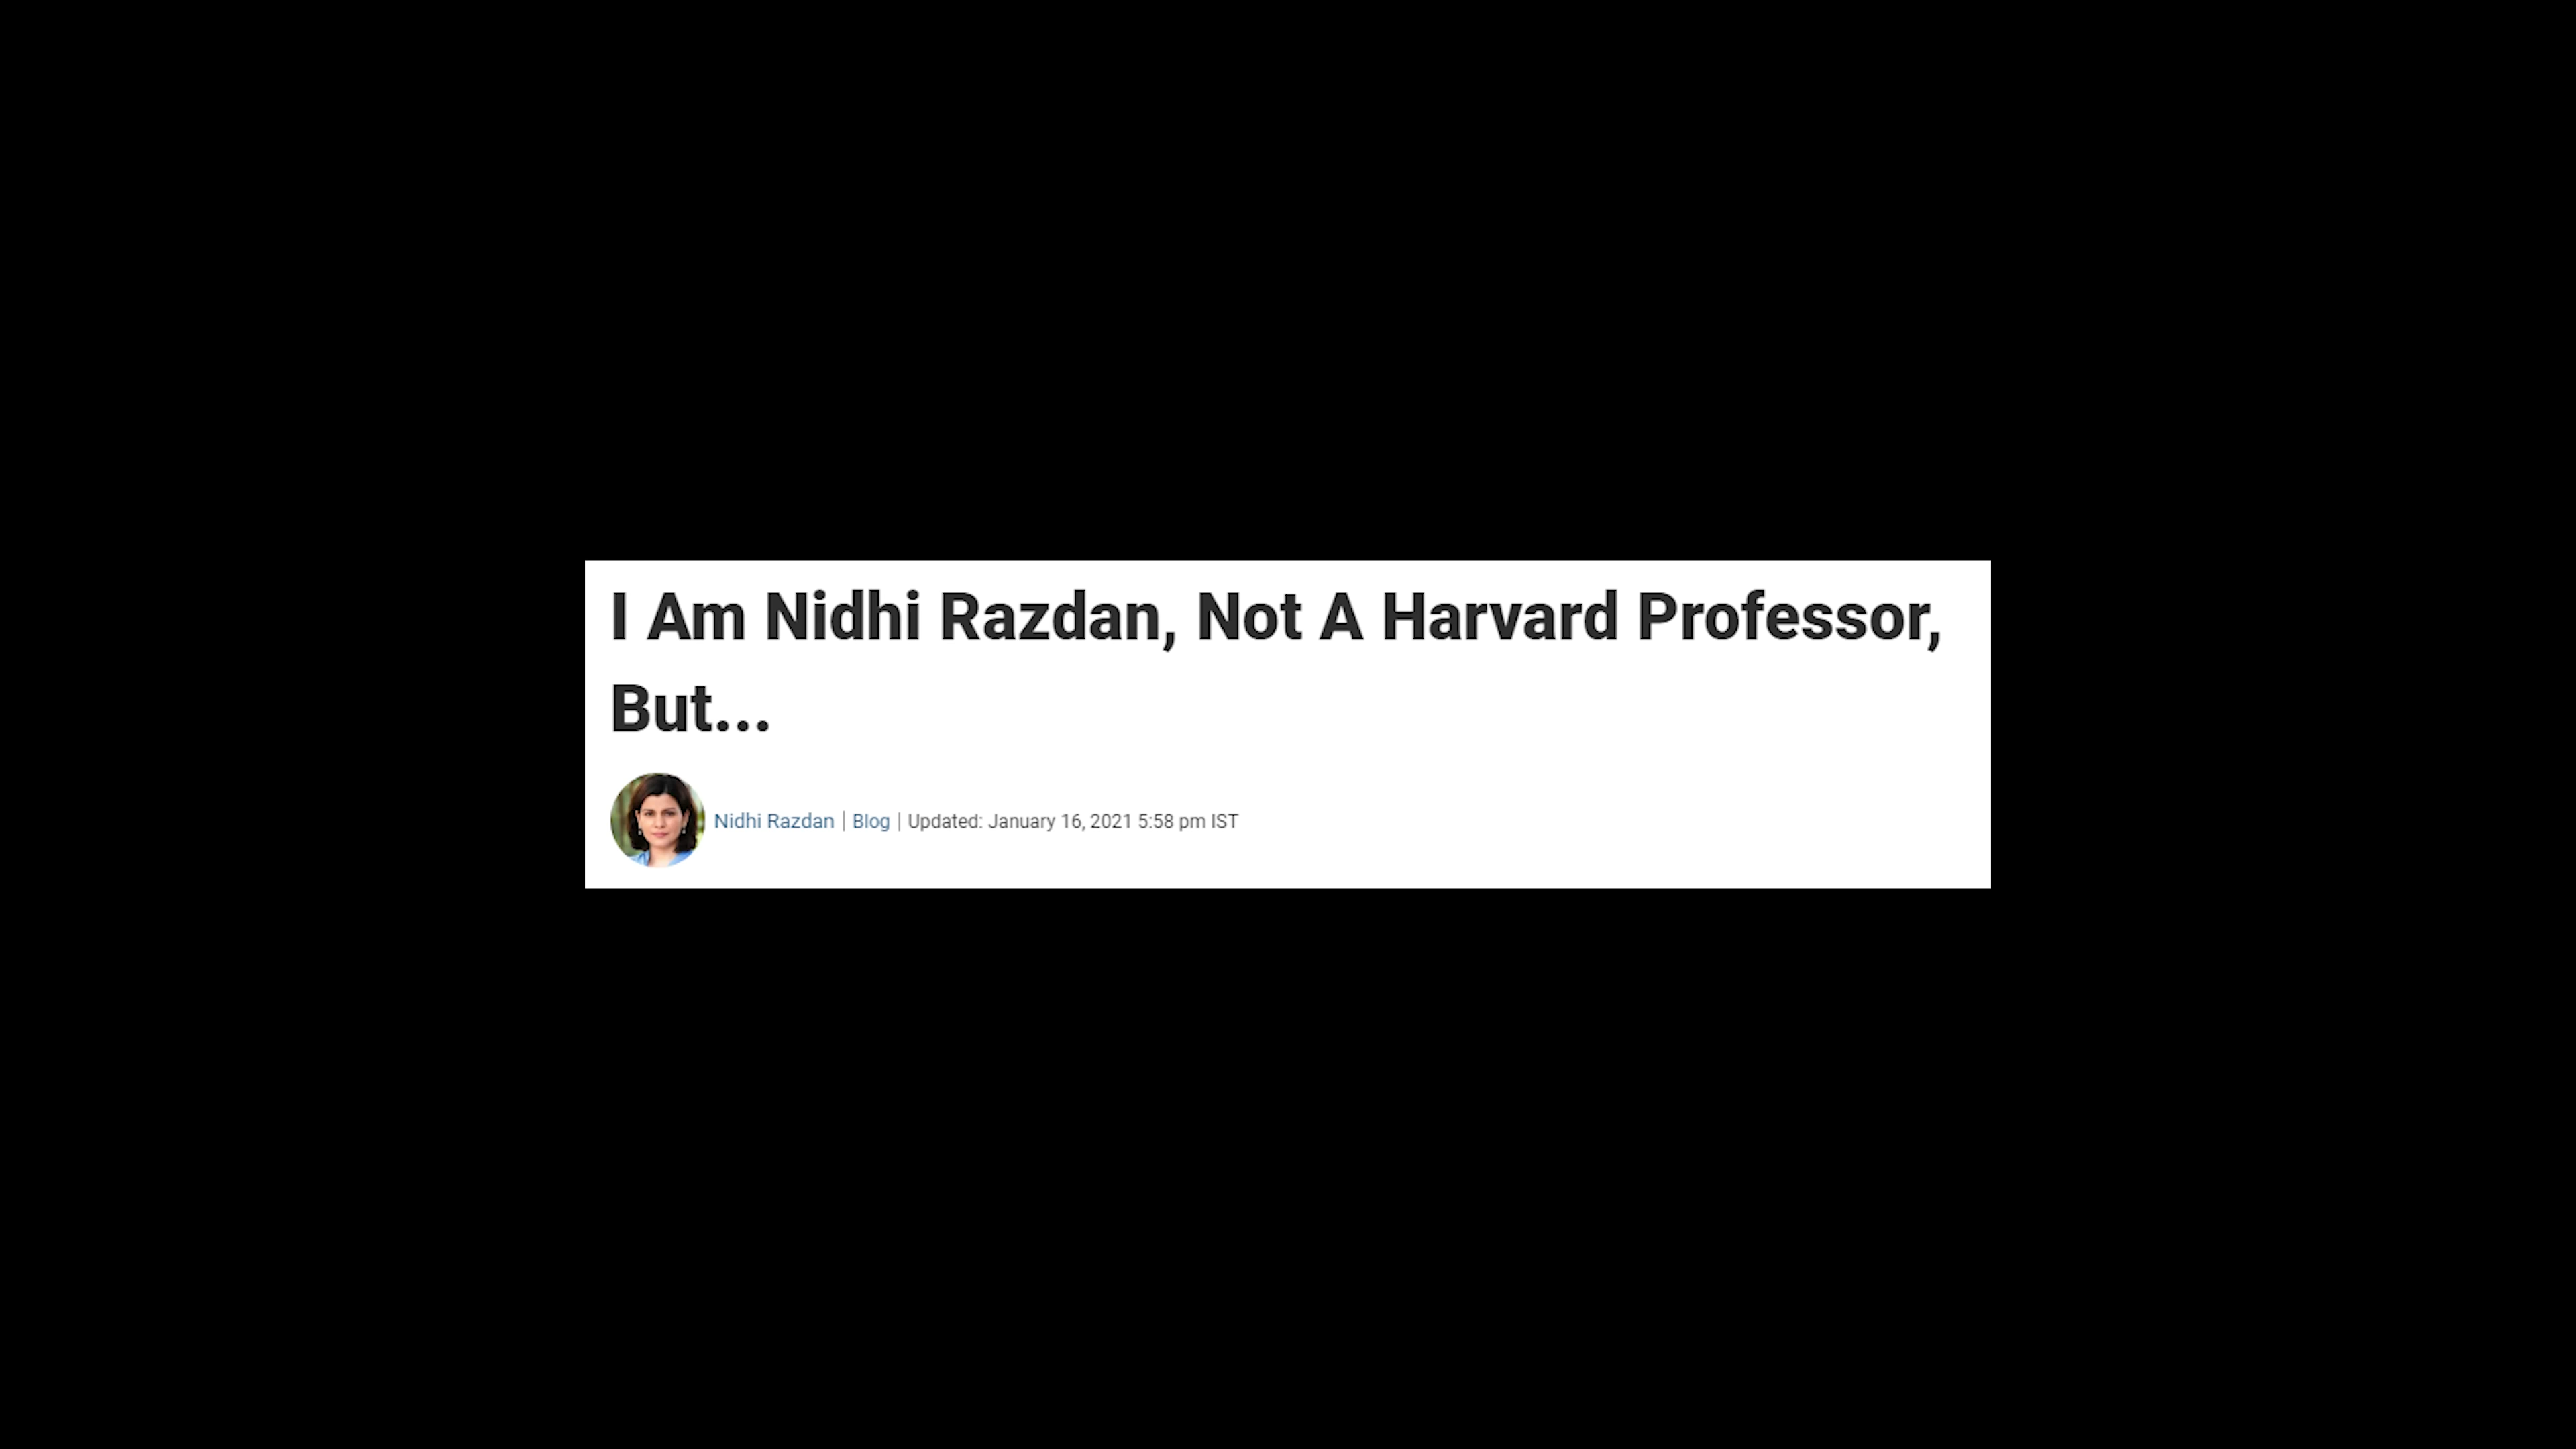 I Am Nidhi Razdan, Not A Harvard Professor,
But...
Nidhi Razdan | Blog | Updated: January 16, 2021 5:58 pm IST